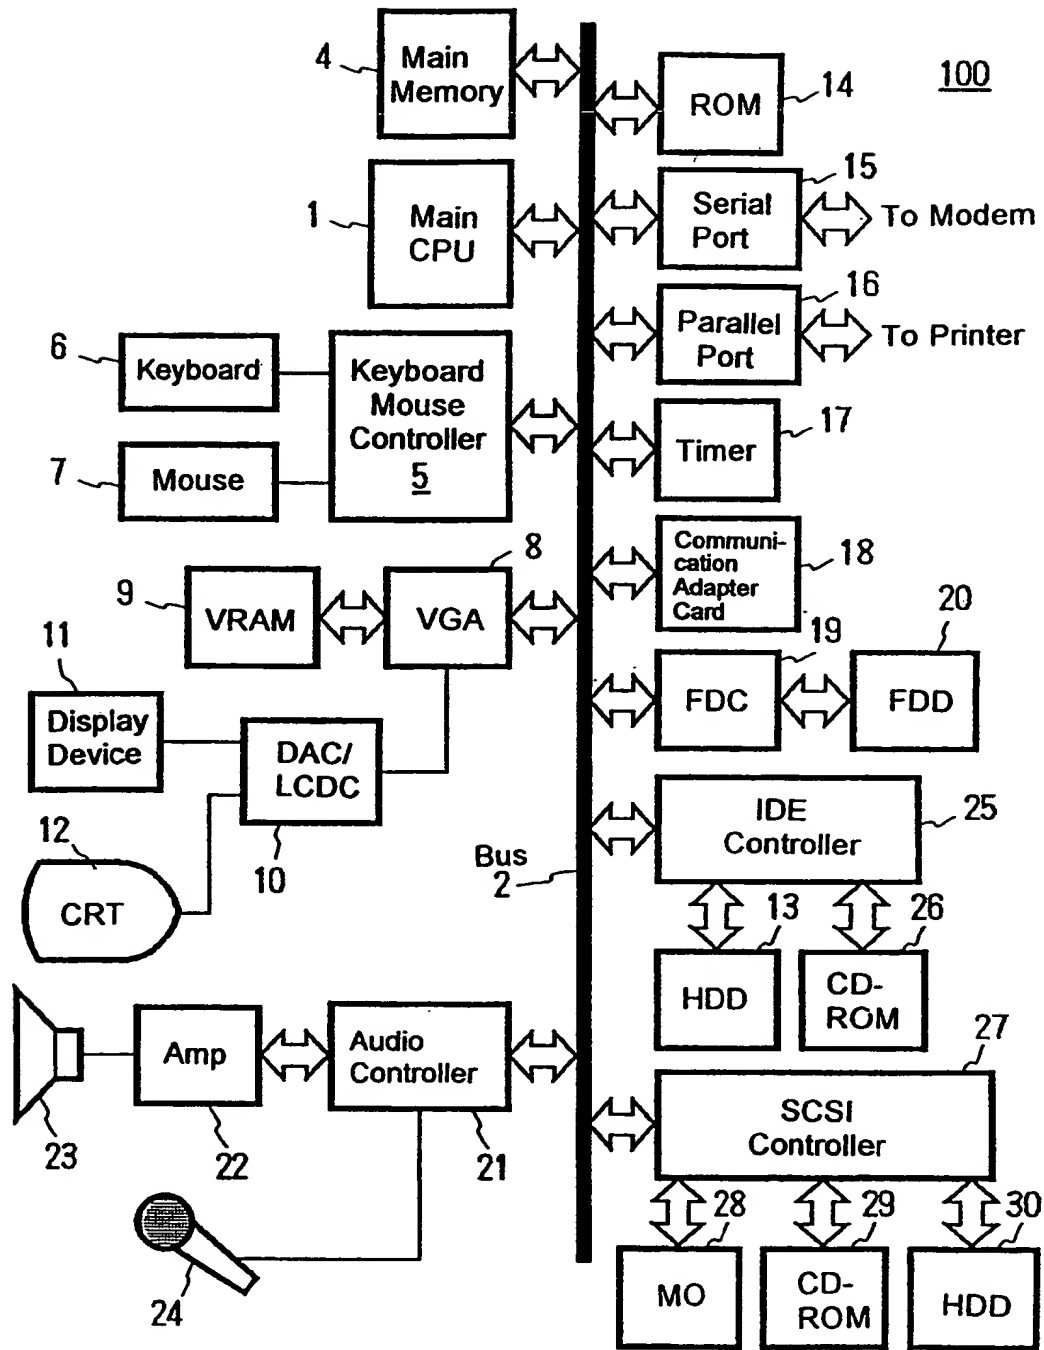 4
Main
Memory
14
ROM
100
1
Main
CPU
15
Serial
Port
To Modem
16
Parallel
Port
To Printer
6
Keyboard
7
Mouse
Keyboard
Mouse
Controller
5
17
Timer
18
Communi-
cation
Adapter
Card
9
VRAM
8
VGA
19
FDC
20
FDD
11
Display
Device
DAC/
LCDC
10
12
CRT
Bus
2
25
IDE
Controller
13
HDD
26
CD-
ROM
23
Amp
22
Audio
Controller
21
24
27
SCSI
Controller
28
MO
29
CD-
ROM
30
HDD